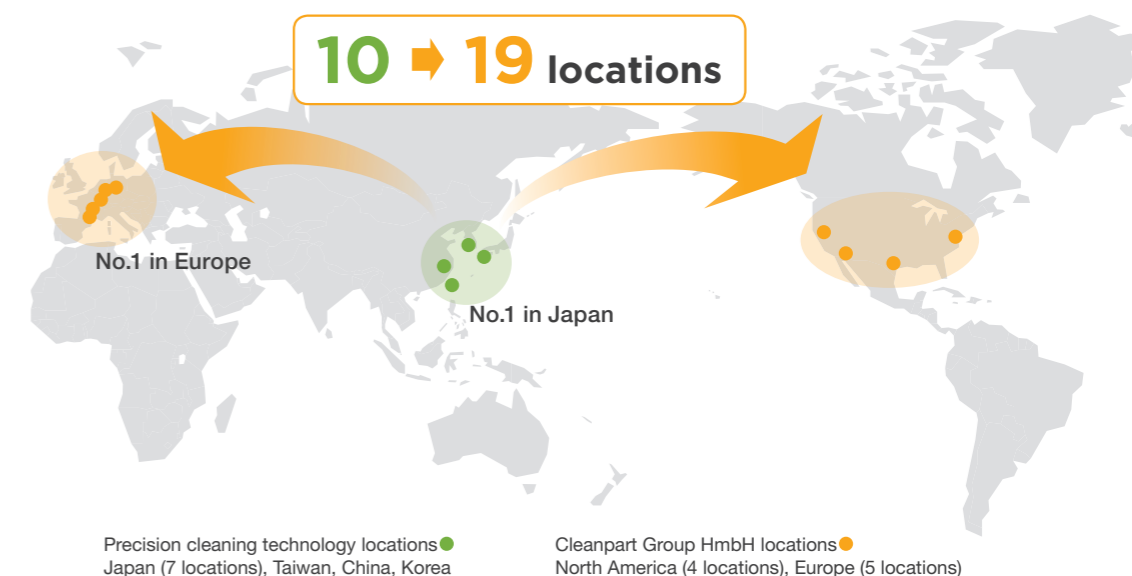 10 ➡ 19 locations
No.1 in Europe
No.1 in Japan
Precision cleaning technology locations
Japan (7 locations), Taiwan, China, Korea
Cleanpart Group HmbH locations
North America (4 locations), Europe (5 locations)